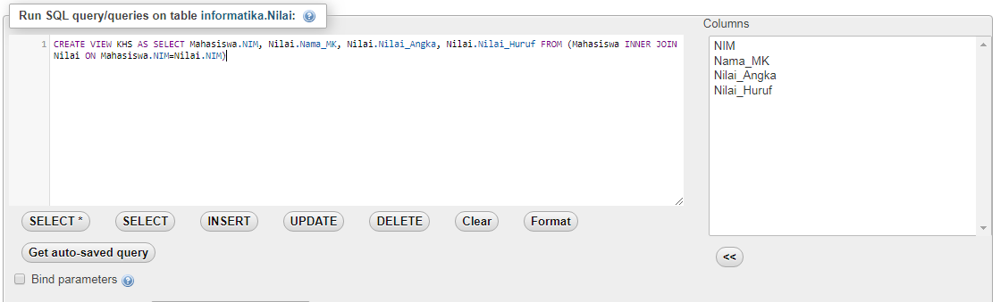 Run SQL query/queries on table informatika.Nilai:
Columns
1 CREATE VIEW KHS AS SELECT Mahasiswa.NIM, Nilai.Nama_MK, Nilai.Nilai_Angka, Nilai.Nilai_Huruf FROM (Mahasiswa INNER JOIN
Nilai ON Mahasiswa.NIM=Nilai.NIM)
NIM
Nama_MK
Nilai_Angka
Nilai_Huruf
SELECT * SELECT INSERT UPDATE DELETE Clear Format
Get auto-saved query
<<
Bind parameters